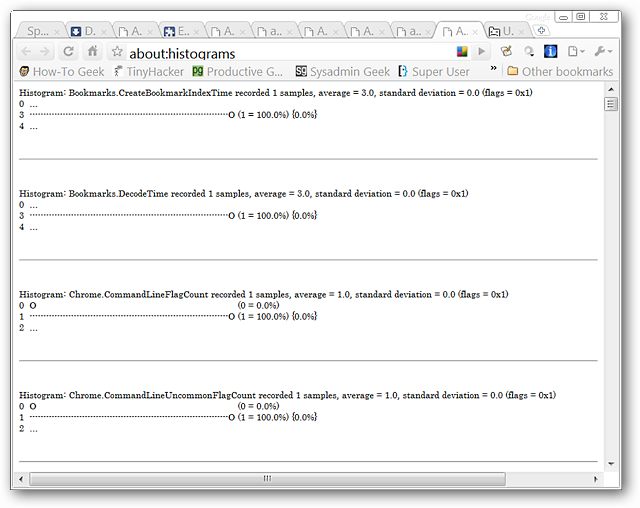 Google
Sp...
D.
A.
E.
A.
a.
A.
A.
a.
A..
U.
about:histograms
How-To Geek
TinyHacker
Productive G...
Sysadmin Geek
Super User
»
Other bookmarks
Histogram: Bookmarks.CreateBookmarkIndexTime recorded 1 samples, average = 3.0, standard deviation = 0.0 (flags = 0x1)
0 ...
3 ------------------------------------------------------------------------O (1 = 100.0%) {0.0%}
4 ...
Histogram: Bookmarks.DecodeTime recorded 1 samples, average = 3.0, standard deviation = 0.0 (flags = 0x1)
0 ...
3 ------------------------------------------------------------------------O (1 = 100.0%) {0.0%}
4 ...
Histogram: Chrome.CommandLineFlagCount recorded 1 samples, average = 1.0, standard deviation = 0.0 (flags = 0x1)
0 O (0 = 0.0%)
1 ------------------------------------------------------------------------O (1 = 100.0%) {0.0%}
2 ...
Histogram: Chrome.CommandLineUncommonFlagCount recorded 1 samples, average = 1.0, standard deviation = 0.0 (flags = 0x1)
0 O (0 = 0.0%)
1 ------------------------------------------------------------------------O (1 = 100.0%) {0.0%}
2 ...